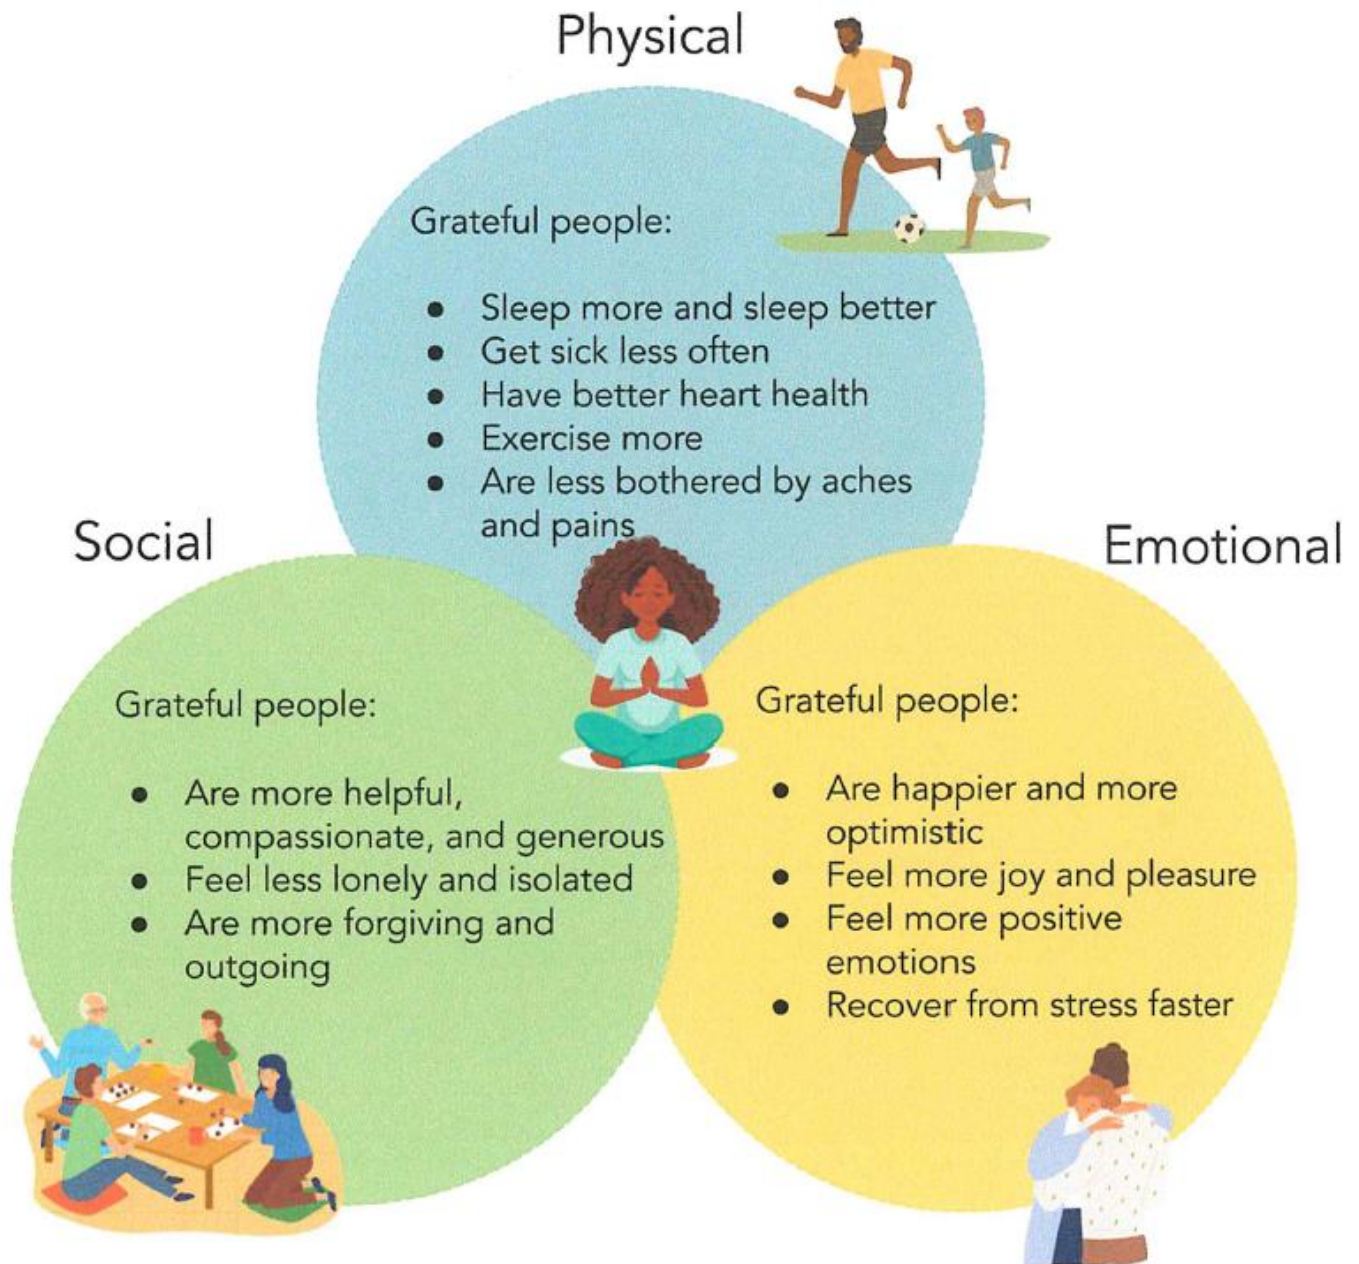 Physical
Grateful people:
● Sleep more and sleep better
● Get sick less often
● Have better heart health
● Exercise more
● Are less bothered by aches
and pains
Social
Grateful people:
● Are more helpful,
compassionate, and generous
● Feel less lonely and isolated
● Are more forgiving and
outgoing
Emotional
Grateful people:
● Are happier and more
optimistic
● Feel more joy and pleasure
● Feel more positive
emotions
● Recover from stress faster